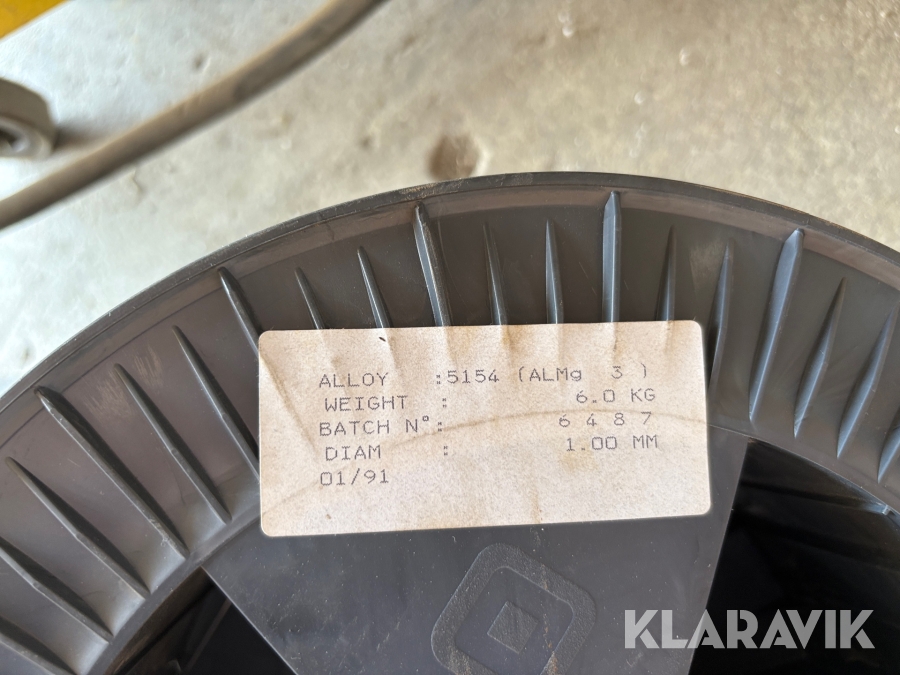 ALLOY :5154 (ALMg 3 )
WEIGHT : 6.0 KG
BATCH N°: 6 4 8 7
DIAM : 1.00 MM
01/91
KLARAVIK